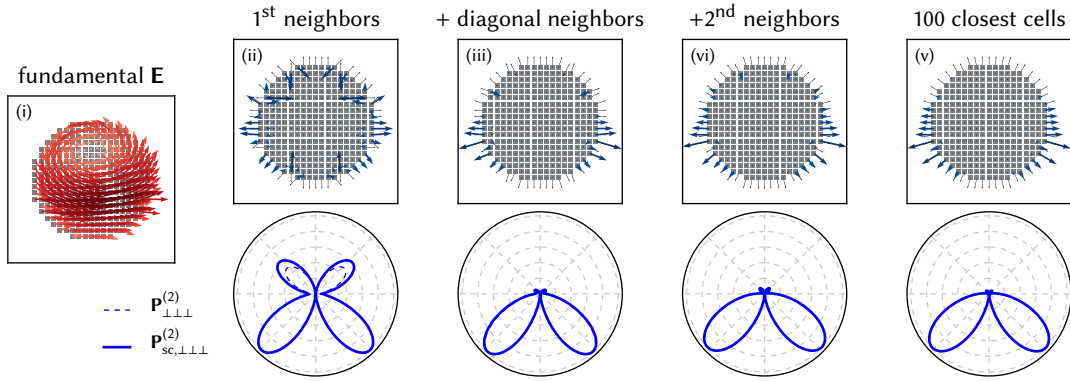 1st neighbors
+ diagonal neighbors
+2nd neighbors
100 closest cells
fundamental E
(i)
(ii)
(iii)
(vi)
(v)
P(2)⊥⊥⊥
P(2)sc,⊥⊥⊥